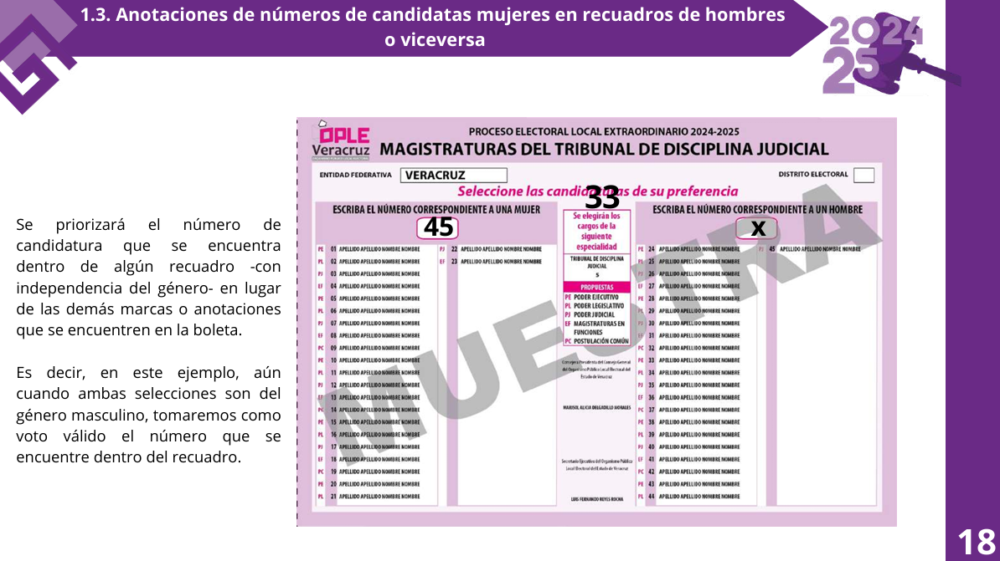 1.3. Anotaciones de números de candidatas mujeres en recuadros de hombres
o viceversa
2024
25
Se priorizará el número de
candidatura que se encuentra
dentro de algún recuadro -con
independencia del género- en lugar
de las demás marcas o anotaciones
que se encuentren en la boleta.
Es decir, en este ejemplo, aún
cuando ambas selecciones son del
género masculino, tomaremos como
voto válido el número que se
encuentre dentro del recuadro.
OPLE
Veracruz
PROCESO ELECTORAL LOCAL EXTRAORDINARIO 2024-2025
MAGISTRATURAS DEL TRIBUNAL DE DISCIPLINA JUDICIAL
ENTIDAD FEDERATIVA VERACRUZ
DISTRITO ELECTORAL
Seleccione las candidaturas de su preferencia
33
ESCRIBA EL NÚMERO CORRESPONDIENTE A UNA MUJER
45
PE 01 APELLIDO APELLIDO NOMBRE NOMBRE
PL 02 APELLIDO APELLIDO NOMBRE NOMBRE
PJ 03 APELLIDO APELLIDO NOMBRE NOMBRE
EF 04 APELLIDO APELLIDO NOMBRE NOMBRE
PE 05 APELLIDO APELLIDO NOMBRE NOMBRE
PL 06 APELLIDO APELLIDO NOMBRE NOMBRE
PJ 07 APELLIDO APELLIDO NOMBRE NOMBRE
EF 08 APELLIDO APELLIDO NOMBRE NOMBRE
PC 09 APELLIDO APELLIDO NOMBRE NOMBRE
PE 10 APELLIDO APELLIDO NOMBRE NOMBRE
PL 11 APELLIDO APELLIDO NOMBRE NOMBRE
PJ 12 APELLIDO APELLIDO NOMBRE NOMBRE
EF 13 APELLIDO APELLIDO NOMBRE NOMBRE
PC 14 APELLIDO APELLIDO NOMBRE NOMBRE
PE 15 APELLIDO APELLIDO NOMBRE NOMBRE
PL 16 APELLIDO APELLIDO NOMBRE NOMBRE
PJ 17 APELLIDO APELLIDO NOMBRE NOMBRE
EF 18 APELLIDO APELLIDO NOMBRE NOMBRE
PC 19 APELLIDO APELLIDO NOMBRE NOMBRE
PE 20 APELLIDO APELLIDO NOMBRE NOMBRE
PL 21 APELLIDO APELLIDO NOMBRE NOMBRE
PJ 22 APELLIDO APELLIDO NOMBRE NOMBRE
EF 23 APELLIDO APELLIDO NOMBRE NOMBRE
Se elegirán los
cargos de la
siguiente
especialidad
TRIBUNAL DE DISCIPLINA
JUDICIAL
5
PROPUESTAS
PE PODER EJECUTIVO
PL PODER LEGISLATIVO
PJ PODER JUDICIAL
EF MAGISTRATURAS EN
FUNCIONES
PC POSTULACIÓN COMÚN
Consejera Presidenta del Consejo General
del Organismo Público Local Electoral del
Estado de Veracruz
MARISOL ALICIA DELGADILLO MORALES
Secretario Ejecutivo del Organismo Público
Local Electoral del Estado de Veracruz
LUIS FERNANDO REYES ROCHA
ESCRIBA EL NÚMERO CORRESPONDIENTE A UN HOMBRE
x
PE 24 APELLIDO APELLIDO NOMBRE NOMBRE
PL 25 APELLIDO APELLIDO NOMBRE NOMBRE
PJ 26 APELLIDO APELLIDO NOMBRE NOMBRE
EF 27 APELLIDO APELLIDO NOMBRE NOMBRE
PE 28 APELLIDO APELLIDO NOMBRE NOMBRE
PL 29 APELLIDO APELLIDO NOMBRE NOMBRE
PJ 30 APELLIDO APELLIDO NOMBRE NOMBRE
EF 31 APELLIDO APELLIDO NOMBRE NOMBRE
PC 32 APELLIDO APELLIDO NOMBRE NOMBRE
PE 33 APELLIDO APELLIDO NOMBRE NOMBRE
PL 34 APELLIDO APELLIDO NOMBRE NOMBRE
PJ 35 APELLIDO APELLIDO NOMBRE NOMBRE
EF 36 APELLIDO APELLIDO NOMBRE NOMBRE
PC 37 APELLIDO APELLIDO NOMBRE NOMBRE
PE 38 APELLIDO APELLIDO NOMBRE NOMBRE
PL 39 APELLIDO APELLIDO NOMBRE NOMBRE
PJ 40 APELLIDO APELLIDO NOMBRE NOMBRE
EF 41 APELLIDO APELLIDO NOMBRE NOMBRE
PC 42 APELLIDO APELLIDO NOMBRE NOMBRE
PE 43 APELLIDO APELLIDO NOMBRE NOMBRE
PL 44 APELLIDO APELLIDO NOMBRE NOMBRE
PJ 45 APELLIDO APELLIDO NOMBRE NOMBRE
MUESTRA
18